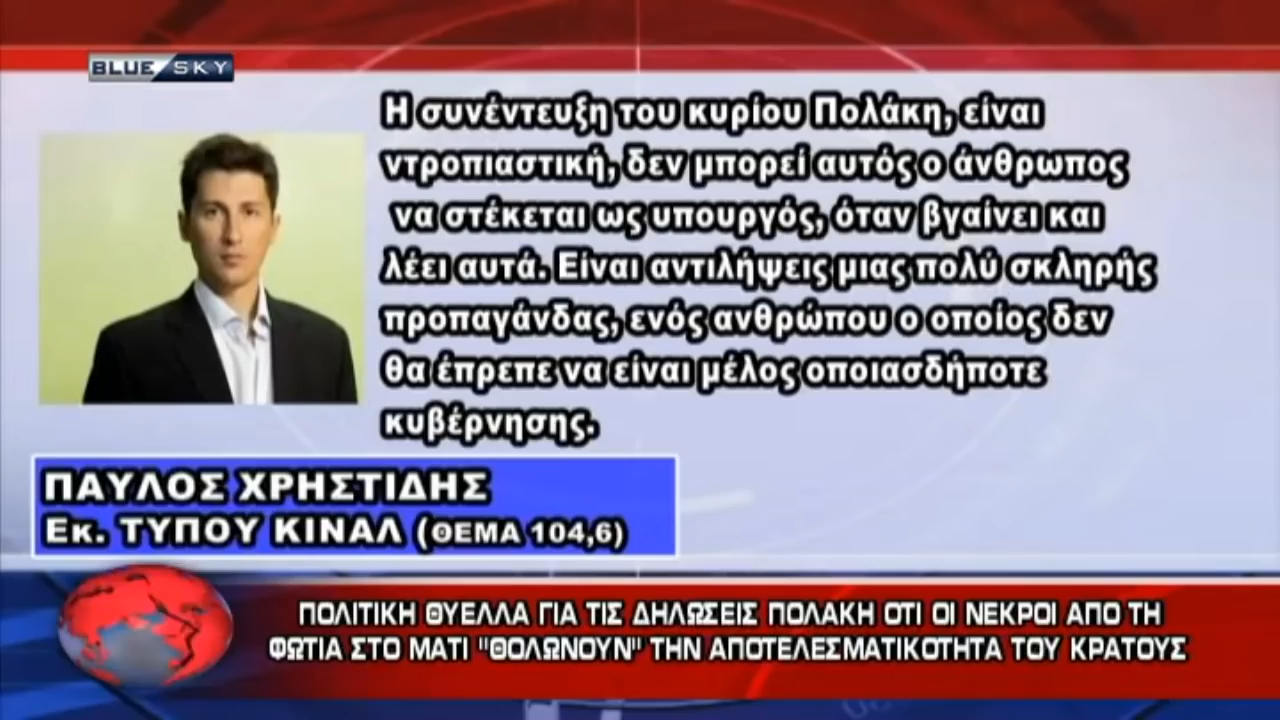 BLUE SKY
Η συνέντευξη του κυρίου Πολάκη, είναι
ντροπιαστική, δεν μπορεί αυτός ο άνθρωπος
να στέκεται ως υπουργός, όταν βγαίνει και
λέει αυτά. Είναι αντιλήψεις μιας πολύ σκληρής
προπαγάνδας, ενός ανθρώπου ο οποίος δεν
θα έπρεπε να είναι μέλος οποιασδήποτε
κυβέρνησης.
ΠΑΥΛΟΣ ΧΡΗΣΤΙΔΗΣ
Εκ. ΤΥΠΟΥ ΚΙΝΑΛ (ΘΕΜΑ 104,6)
ΠΟΛΙΤΙΚΗ ΘΥΕΛΛΑ ΓΙΑ ΤΙΣ ΔΗΛΩΣΕΙΣ ΠΟΛΑΚΗ ΟΤΙ ΟΙ ΝΕΚΡΟΙ ΑΠΟ ΤΗ
ΦΩΤΙΑ ΣΤΟ ΜΑΤΙ "ΘΟΛΩΝΟΥΝ" ΤΗΝ ΑΠΟΤΕΛΕΣΜΑΤΙΚΟΤΗΤΑ ΤΟΥ ΚΡΑΤΟΥΣ